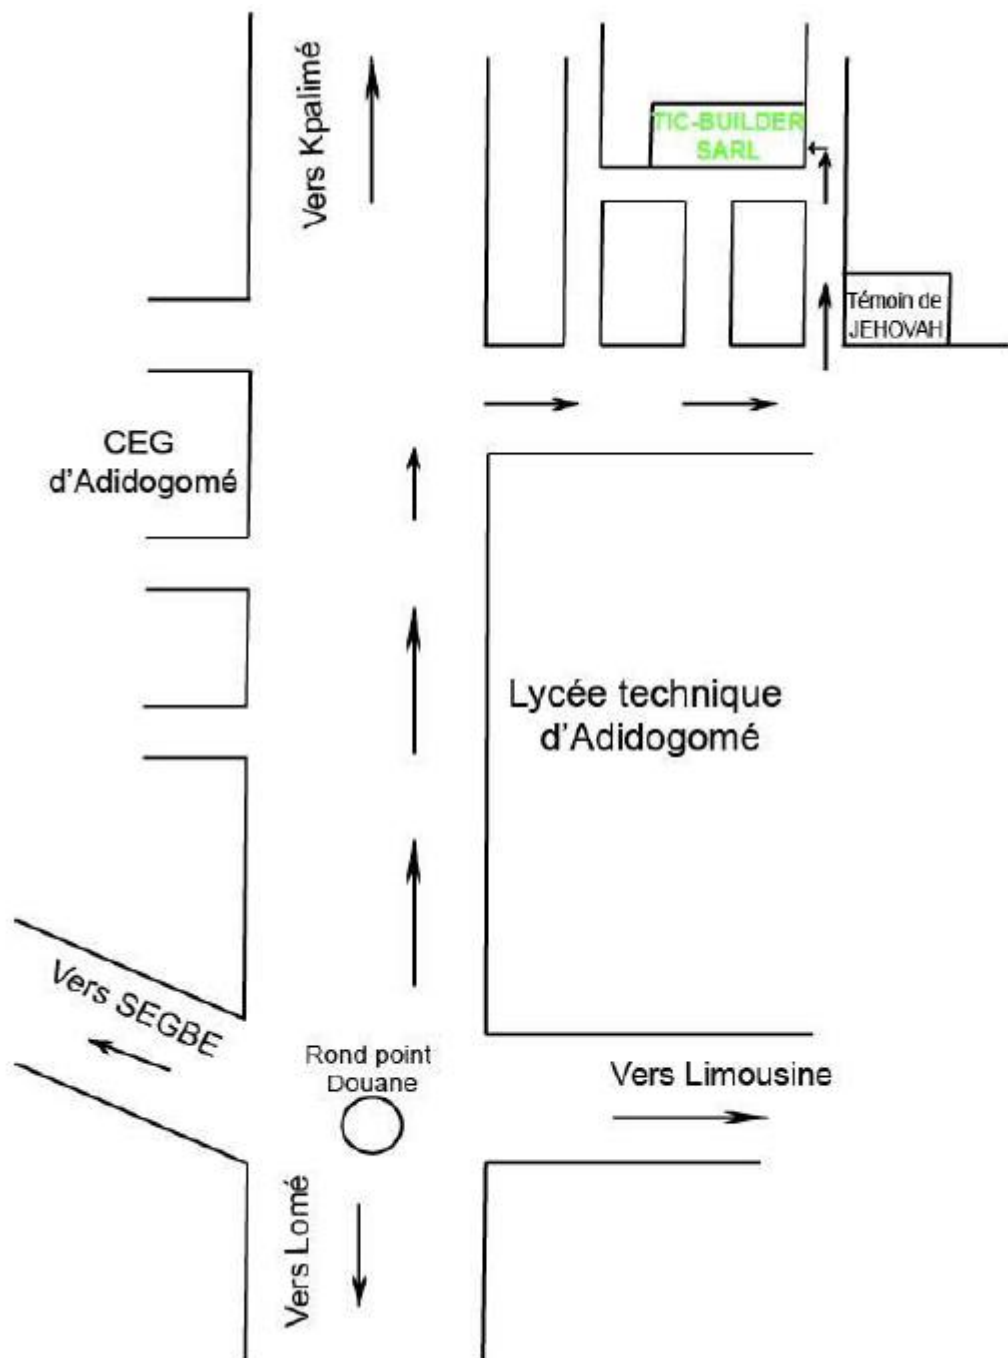 Vers Kpalimé
TIC-BUILDER
SARL
Témoin de
JEHOVAH
CEG
d'Adidogomé
Lycée technique
d'Adidogomé
Vers SEGBE
Rond point
Douane
Vers Limousine
Vers Lomé